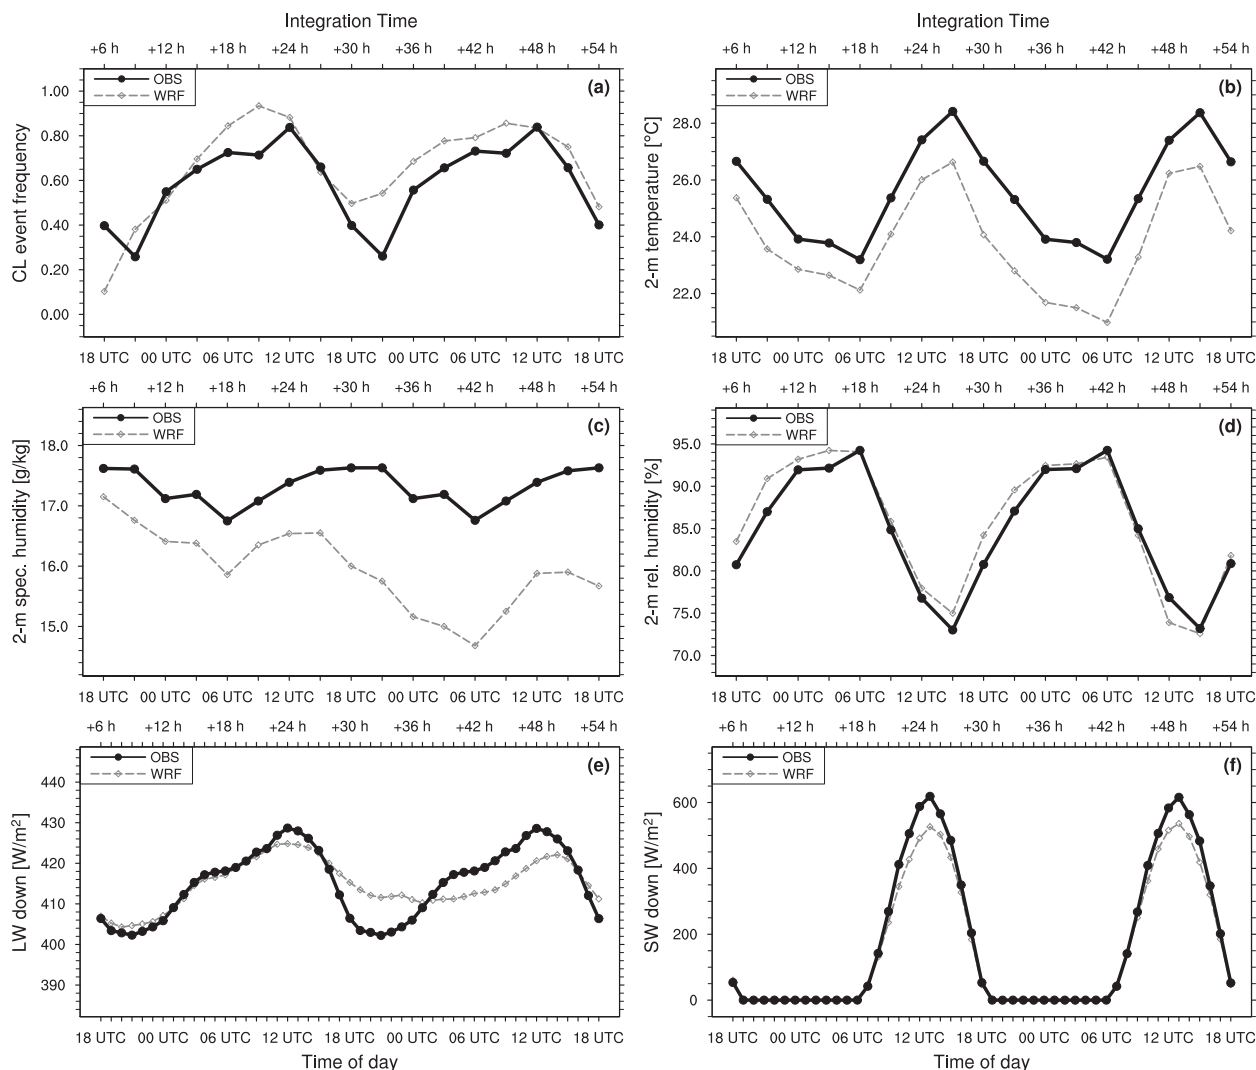 Integration Time
+6 h +12 h +18 h +24 h +30 h +36 h +42 h +48 h +54 h
OBS
WRF
(a)
CL event frequency
1.00
0.80
0.60
0.40
0.20
0.00
18 UTC 00 UTC 06 UTC 12 UTC 18 UTC 00 UTC 06 UTC 12 UTC 18 UTC
Integration Time
+6 h +12 h +18 h +24 h +30 h +36 h +42 h +48 h +54 h
OBS
WRF
(b)
2-m temperature [°C]
28.0
26.0
24.0
22.0
18 UTC 00 UTC 06 UTC 12 UTC 18 UTC 00 UTC 06 UTC 12 UTC 18 UTC
+6 h +12 h +18 h +24 h +30 h +36 h +42 h +48 h +54 h
OBS
WRF
(c)
2-m spec. humidity [g/kg]
18.0
17.0
16.0
15.0
18 UTC 00 UTC 06 UTC 12 UTC 18 UTC 00 UTC 06 UTC 12 UTC 18 UTC
+6 h +12 h +18 h +24 h +30 h +36 h +42 h +48 h +54 h
OBS
WRF
(d)
2-m rel. humidity [%]
95.0
90.0
85.0
80.0
75.0
70.0
18 UTC 00 UTC 06 UTC 12 UTC 18 UTC 00 UTC 06 UTC 12 UTC 18 UTC
+6 h +12 h +18 h +24 h +30 h +36 h +42 h +48 h +54 h
OBS
WRF
(e)
LW down [W/m²]
440
430
420
410
400
390
18 UTC 00 UTC 06 UTC 12 UTC 18 UTC 00 UTC 06 UTC 12 UTC 18 UTC
Time of day
+6 h +12 h +18 h +24 h +30 h +36 h +42 h +48 h +54 h
OBS
WRF
(f)
SW down [W/m²]
600
400
200
0
18 UTC 00 UTC 06 UTC 12 UTC 18 UTC 00 UTC 06 UTC 12 UTC 18 UTC
Time of day